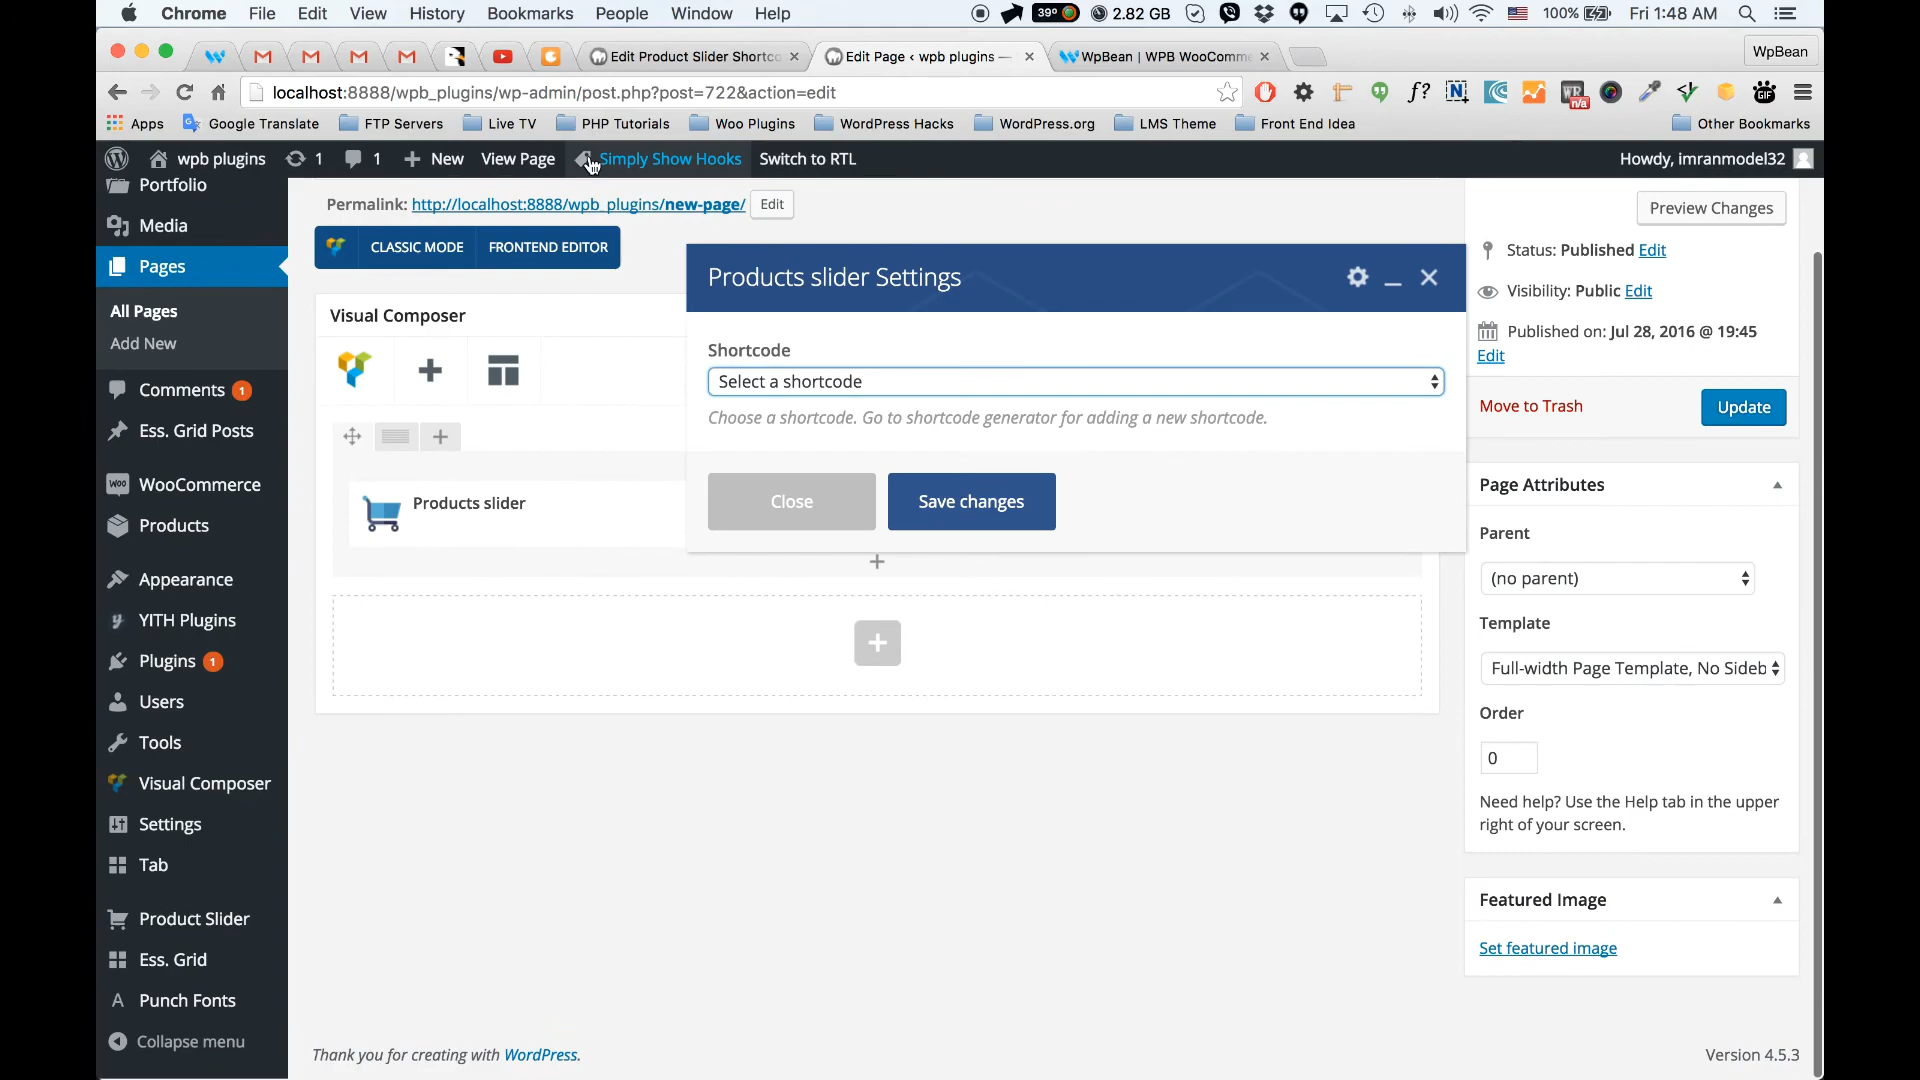 Chrome File Edit View History Bookmarks People Window Help 39° 2.82 GB 100% Fri 1:48 AM
Edit Product Slider Shortco Edit Page ‹ wpb plugins — WpBean | WPB WooComme WpBean
localhost:8888/wpb_plugins/wp-admin/post.php?post=722&action=edit
Apps Google Translate FTP Servers Live TV PHP Tutorials Woo Plugins WordPress Hacks WordPress.org LMS Theme Front End Idea Other Bookmarks
wpb plugins 1 1 New View Page Simply Show Hooks Switch to RTL Howdy, imranmodel32
Portfolio
Media
Pages
All Pages
Add New
Comments 1
Ess. Grid Posts
WooCommerce
Products
Appearance
YITH Plugins
Plugins 1
Users
Tools
Visual Composer
Settings
Tab
Product Slider
Ess. Grid
Punch Fonts
Collapse menu
Permalink: http://localhost:8888/wpb_plugins/new-page/ Edit
CLASSIC MODE FRONTEND EDITOR
Visual Composer
Products slider
Products slider Settings
Shortcode
Select a shortcode
Choose a shortcode. Go to shortcode generator for adding a new shortcode.
Close Save changes
Preview Changes
Status: Published Edit
Visibility: Public Edit
Published on: Jul 28, 2016 @ 19:45
Edit
Move to Trash Update
Page Attributes
Parent
(no parent)
Template
Full-width Page Template, No Sideb
Order
0
Need help? Use the Help tab in the upper
right of your screen.
Featured Image
Set featured image
Thank you for creating with WordPress.
Version 4.5.3